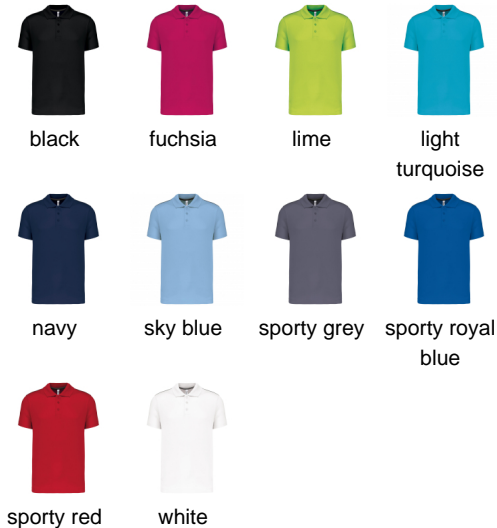 black
fuchsia
lime
light
turquoise
navy
sky blue
sporty grey
sporty royal
blue
sporty red
white